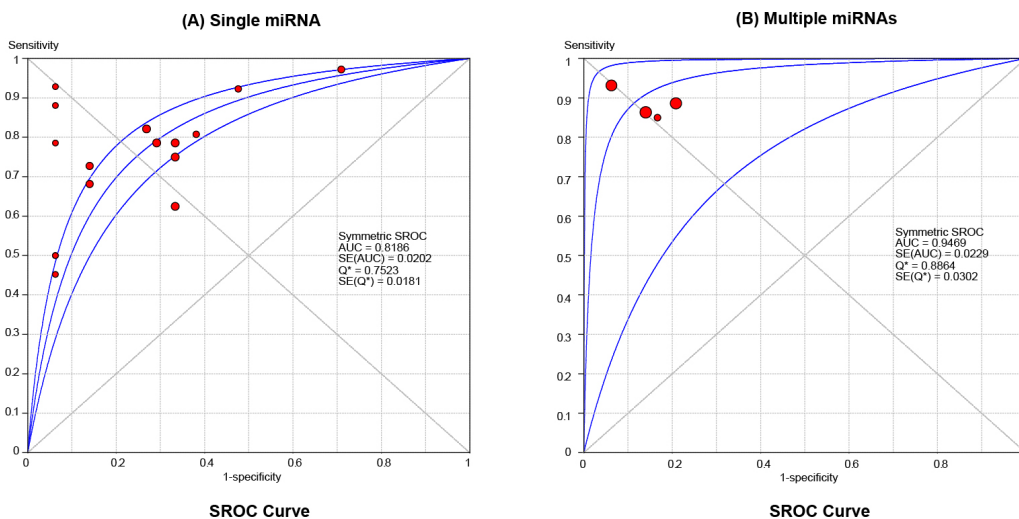 (A) Single miRNA
Sensitivity
1
0.9
0.8
0.7
0.6
0.5
0.4
0.3
0.2
0.1
0
Symmetric SROC
AUC = 0.8186
SE(AUC) = 0.0202
Q* = 0.7523
SE(Q*) = 0.0181
0 0.2 0.4 0.6 0.8 1
1-specificity
SROC Curve
(B) Multiple miRNAs
Sensitivity
1
0.9
0.8
0.7
0.6
0.5
0.4
0.3
0.2
0.1
0
Symmetric SROC
AUC = 0.9469
SE(AUC) = 0.0229
Q* = 0.8864
SE(Q*) = 0.0302
0 0.2 0.4 0.6 0.8
1-specificity
SROC Curve